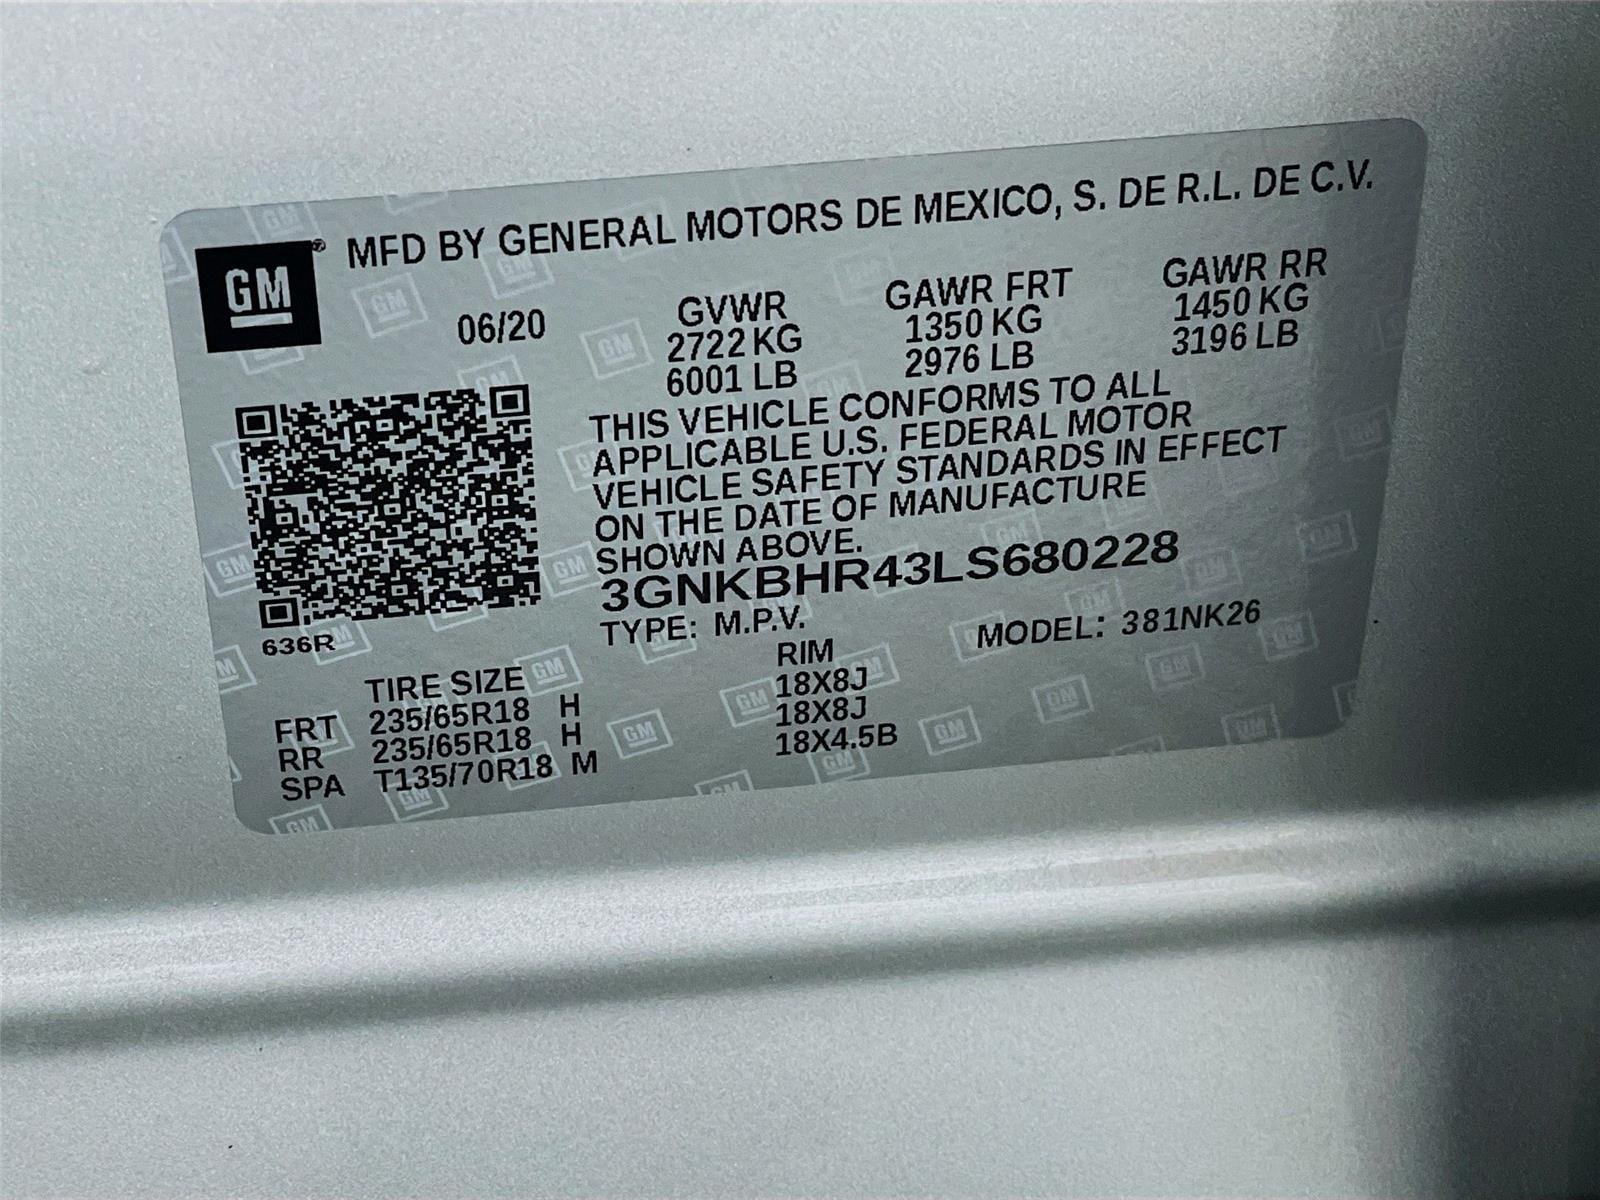 GM® MFD BY GENERAL MOTORS DE MEXICO, S. DE R.L. DE C.V.
06/20
GVWR
2722 KG
6001 LB
GAWR FRT
1350 KG
2976 LB
GAWR RR
1450 KG
3196 LB
THIS VEHICLE CONFORMS TO ALL
APPLICABLE U.S. FEDERAL MOTOR
VEHICLE SAFETY STANDARDS IN EFFECT
ON THE DATE OF MANUFACTURE
SHOWN ABOVE.
3GNKBHR43LS680228
TYPE: M.P.V.
MODEL: 381NK26
636R
TIRE SIZE RIM
FRT 235/65R18 H 18X8J
RR 235/65R18 H 18X8J
SPA T135/70R18 M 18X4.5B